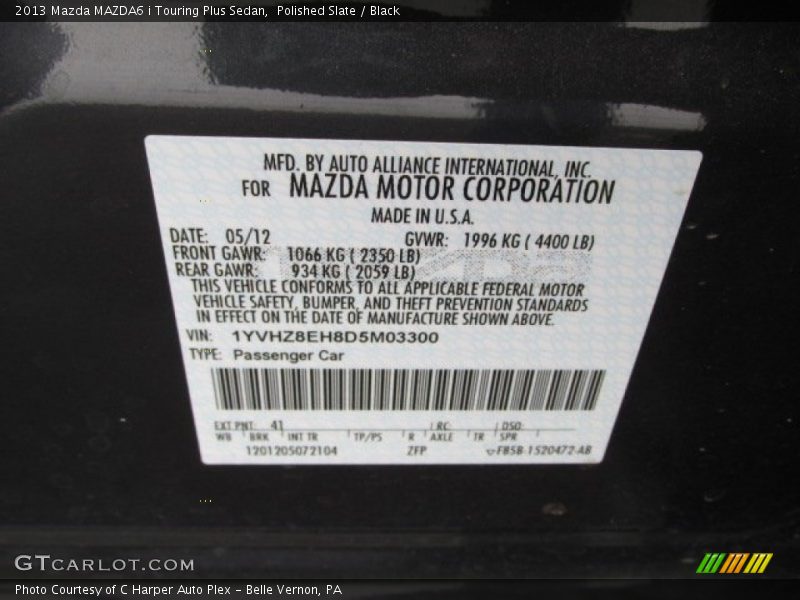 2013 Mazda MAZDA6 i Touring Plus Sedan,  Polished Slate / Black
MFD. BY AUTO ALLIANCE INTERNATIONAL, INC.
FOR MAZDA MOTOR CORPORATION
MADE IN U.S.A.
DATE: 05/12 GVWR: 1996 KG ( 4400 LB)
FRONT GAWR: 1066 KG ( 2350 LB)
REAR GAWR: 934 KG ( 2059 LB)
THIS VEHICLE CONFORMS TO ALL APPLICABLE FEDERAL MOTOR
VEHICLE SAFETY, BUMPER, AND THEFT PREVENTION STANDARDS
IN EFFECT ON THE DATE OF MANUFACTURE SHOWN ABOVE.
VIN: 1YVHZ8EH8D5M03300
TYPE: Passenger Car
EXT PNT: 41 RC: DSO:
WB BRK INT TR TP/PS R AXLE TR SPR
1201205072104 ZFP F85B-1520472-AB
GTCARLOT.COM
Photo Courtesy of C Harper Auto Plex – Belle Vernon, PA